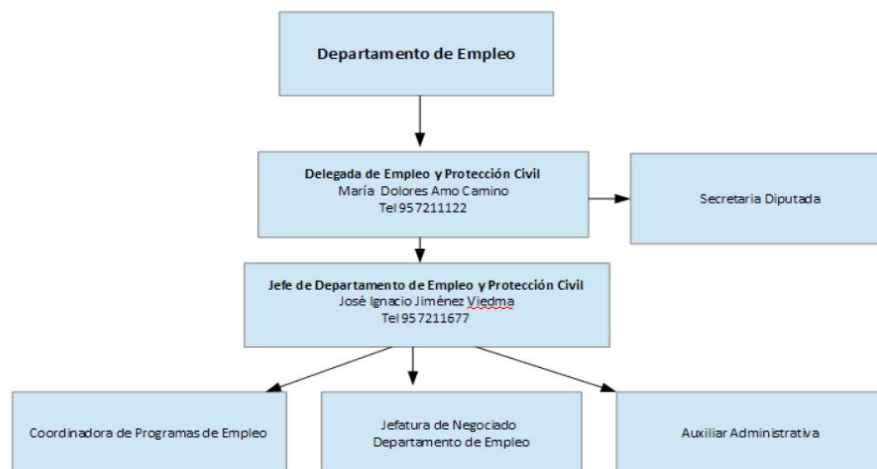 Departamento de Empleo
Delegada de Empleo y Protección Civil
María Dolores Amo Camino
Tel 957211122
Secretaria Diputada
Jefe de Departamento de Empleo y Protección Civil
José Ignacio Jiménez Viedma
Tel 957211677
Coordinadora de Programas de Empleo
Jefatura de Negociado
Departamento de Empleo
Auxiliar Administrativa